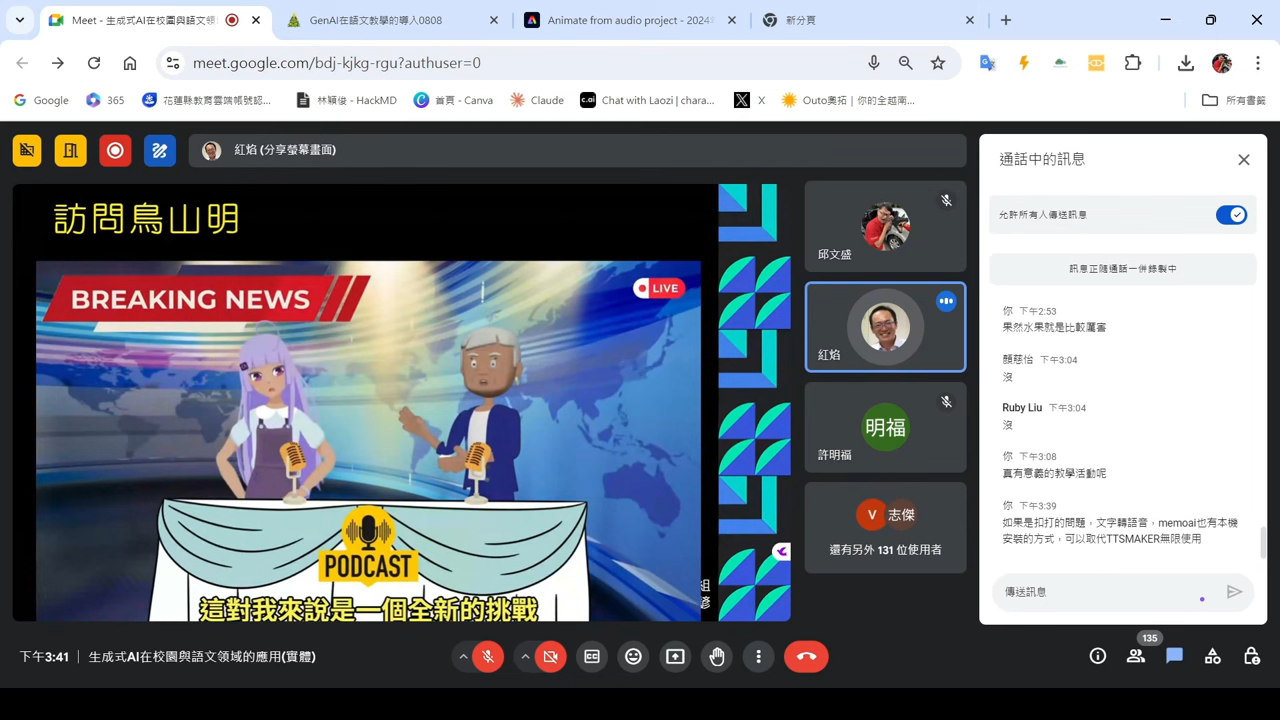 Meet - 生成式AI在校園與語文領
GenAI在語文教學的導入0808
Animate from audio project - 2024
新分頁
meet.google.com/bdj-kjkg-rgu?authuser=0
Google
365
花蓮縣教育雲端帳號認...
林穎俊 - HackMD
首頁 - Canva
Claude
c.ai
Chat with Laozi | chara...
X
Outo奧拓 | 你的全越南...
所有書籤
紅焰 (分享螢幕畫面)
訪問鳥山明
BREAKING NEWS
LIVE
PODCAST
這對我來說是一個全新的挑戰
組
邱文盛
紅焰
明福
許明福
V
志傑
還有另外 131 位使用者
通話中的訊息
允許所有人傳送訊息
訊息正隨通話一併錄製中
你 下午2:53
果然水果就是比較厲害
顏慈怡 下午3:04
沒
Ruby Liu 下午3:04
沒
你 下午3:08
真有意義的教學活動呢
你 下午3:39
如果是扣打的問題，文字轉語音，memoai也有本機
安裝的方式，可以取代TTSMAKER無限使用
傳送訊息
下午3:41
生成式AI在校園與語文領域的應用(實體)
135